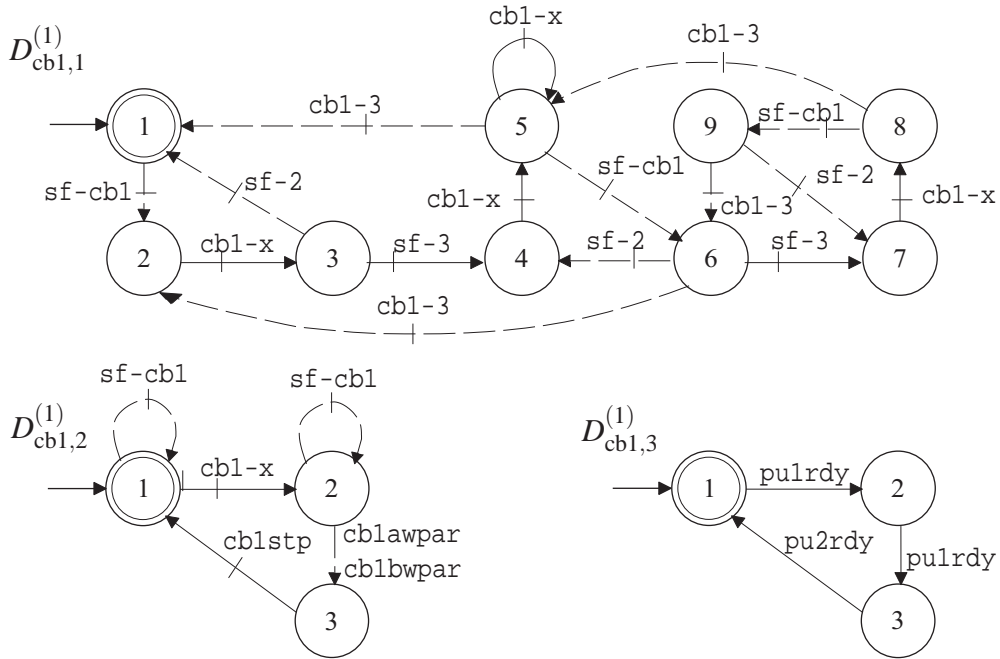 D^{(1)}_{cb1,1}
cb1-x
cb1-3
1
cb1-3
5
9
sf-cb1
8
sf-cb1
sf-2
cb1-x
sf-cb1
cb1-3
sf-2
cb1-x
2
cb1-x
3
sf-3
4
sf-2
6
sf-3
7
cb1-3
sf-cb1
sf-cb1
D^{(1)}_{cb1,2}
1
cb1-x
2
cb1stp
cb1awpar
cb1bwpar
3
D^{(1)}_{cb1,3}
1
pu1rdy
2
pu2rdy
pu1rdy
3